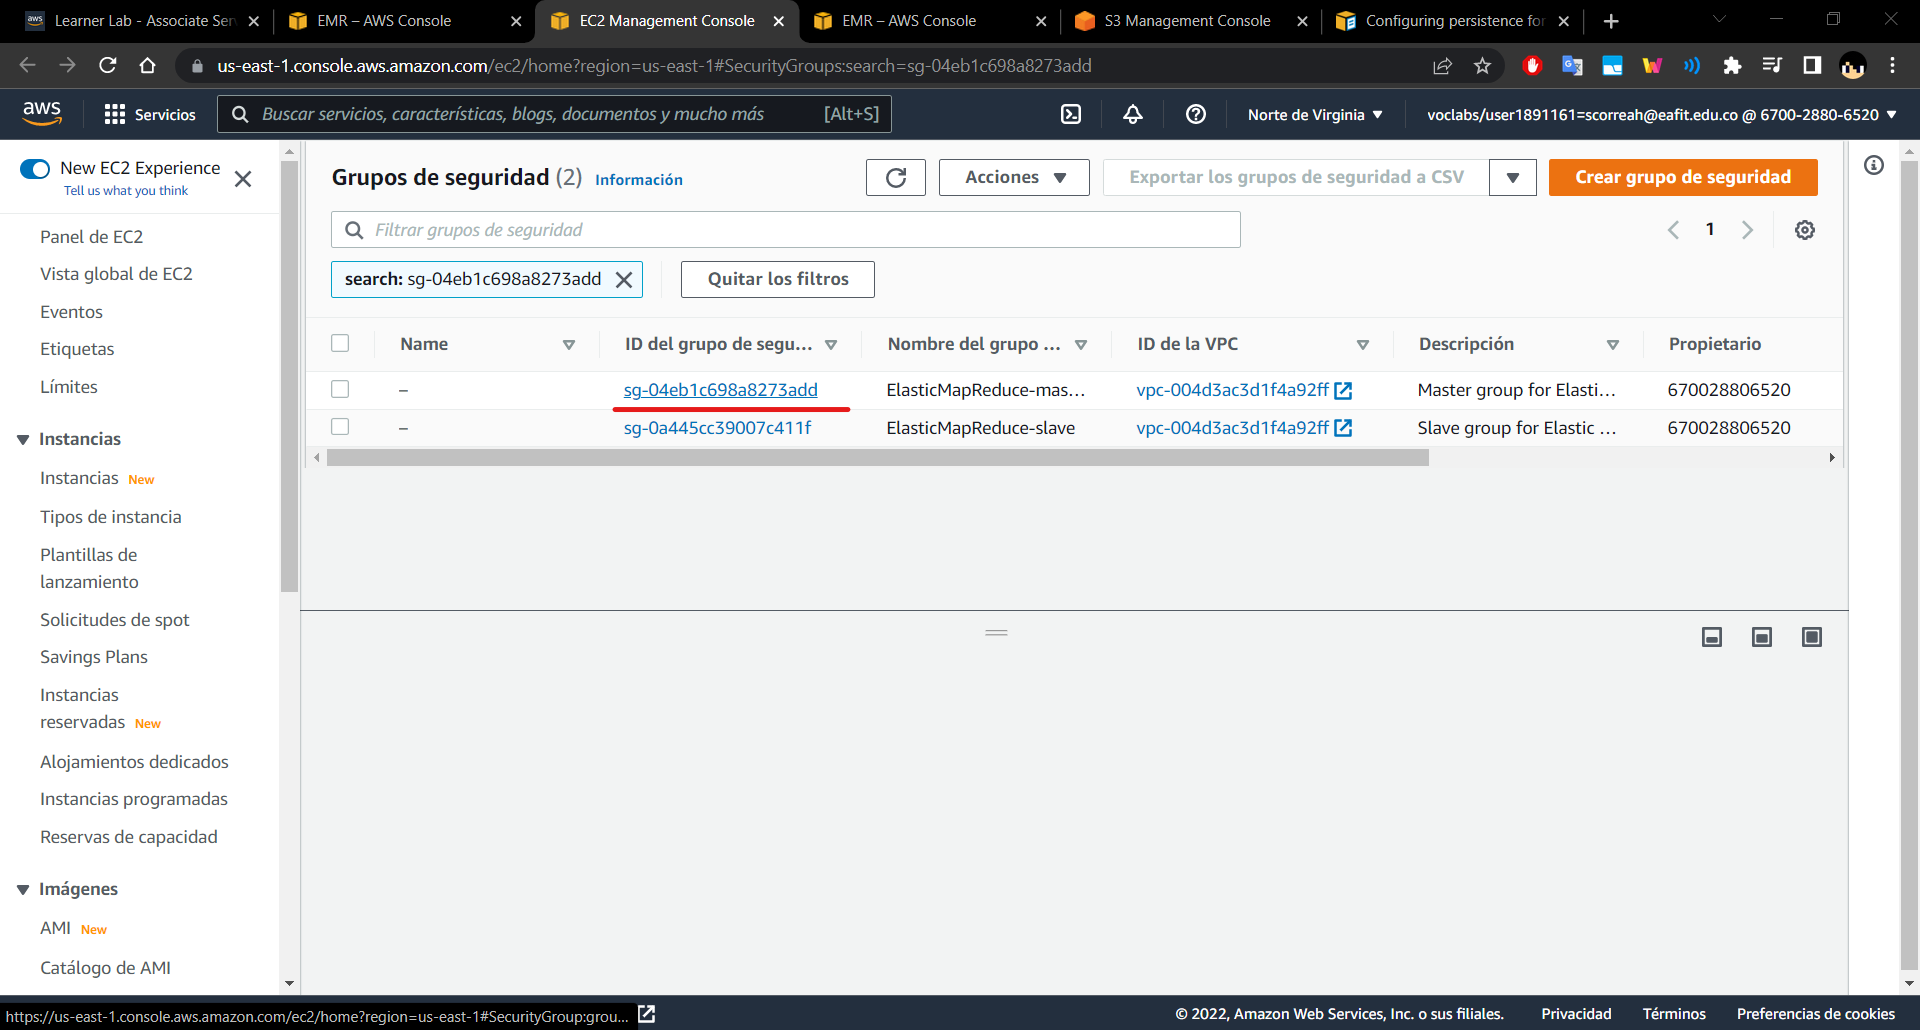 Learner Lab - Associate Ser
EMR – AWS Console
EC2 Management Console
EMR – AWS Console
S3 Management Console
Configuring persistence for
us-east-1.console.aws.amazon.com/ec2/home?region=us-east-1#SecurityGroups:search=sg-04eb1c698a8273add
aws
Servicios
Buscar servicios, características, blogs, documentos y mucho más [Alt+S]
Norte de Virginia
voclabs/user1891161=scorreah@eafit.edu.co @ 6700-2880-6520
New EC2 Experience
Tell us what you think
Panel de EC2
Vista global de EC2
Eventos
Etiquetas
Límites
Instancias
Instancias New
Tipos de instancia
Plantillas de
lanzamiento
Solicitudes de spot
Savings Plans
Instancias
reservadas New
Alojamientos dedicados
Instancias programadas
Reservas de capacidad
Imágenes
AMI New
Catálogo de AMI
Grupos de seguridad (2) Información
Acciones
Exportar los grupos de seguridad a CSV
Crear grupo de seguridad
Filtrar grupos de seguridad
1
search: sg-04eb1c698a8273add
Quitar los filtros
Name ID del grupo de segu... Nombre del grupo ... ID de la VPC Descripción Propietario
– sg-04eb1c698a8273add ElasticMapReduce-mas... vpc-004d3ac3d1f4a92ff Master group for Elasti... 670028806520
– sg-0a445cc39007c411f ElasticMapReduce-slave vpc-004d3ac3d1f4a92ff Slave group for Elastic ... 670028806520
https://us-east-1.console.aws.amazon.com/ec2/home?region=us-east-1#SecurityGroup:grou...
© 2022, Amazon Web Services, Inc. o sus filiales. Privacidad Términos Preferencias de cookies